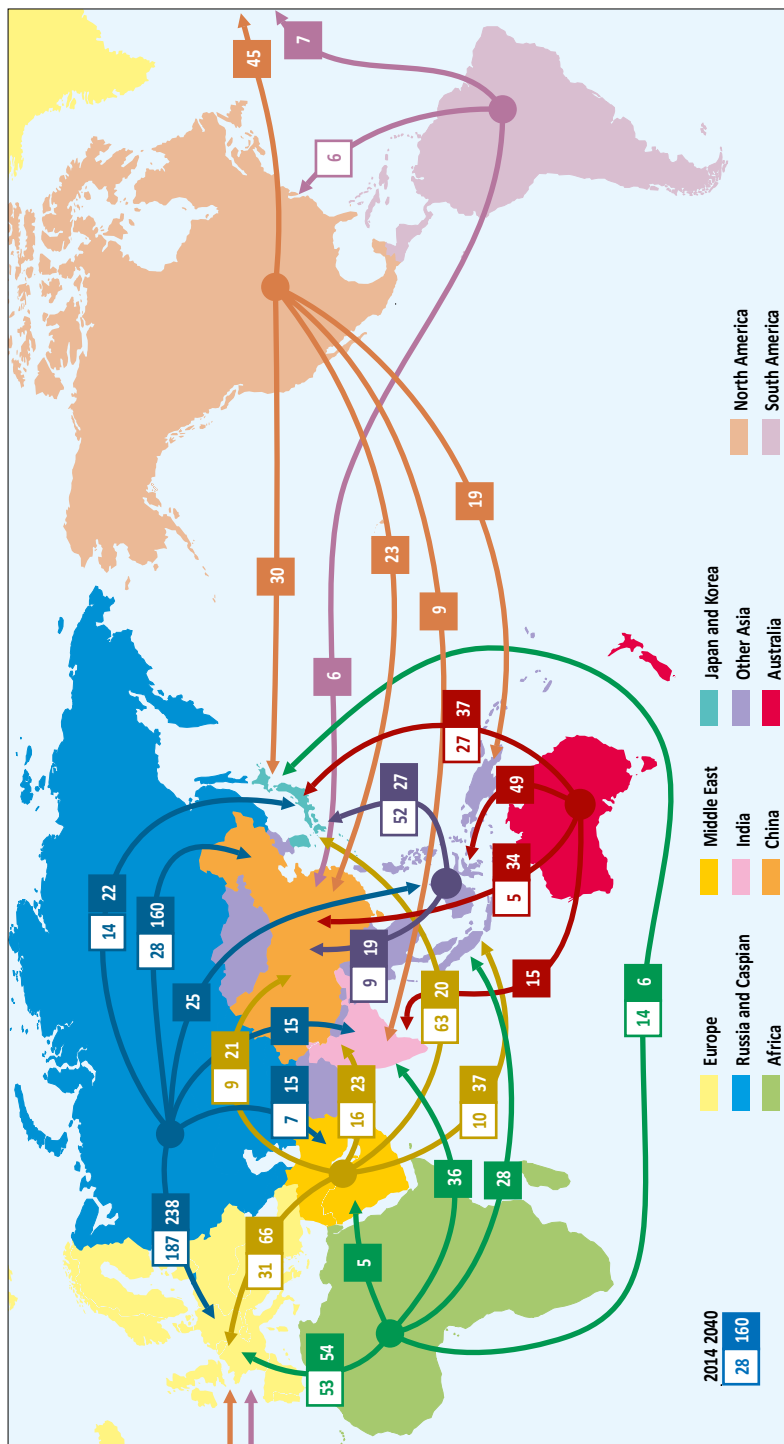 14 22
28 160
187 238
25
9 21
45
31 66
30
7 15
15
7
53 54
6
6
16 23
5
9 19
23
52 27
63 20
9
36
27 37
19
10 37
28
5 34
49
15
14 6
2014 2040
28 160
Europe
Middle East
Japan and Korea
North America
Russia and Caspian
India
Other Asia
South America
Africa
China
Australia